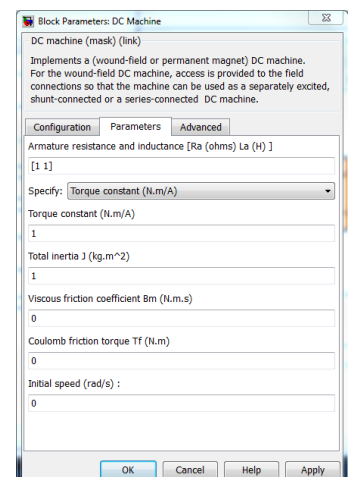 Block Parameters: DC Machine
DC machine (mask) (link)
Implements a (wound-field or permanent magnet) DC machine.
For the wound-field DC machine, access is provided to the field
connections so that the machine can be used as a separately excited,
shunt-connected or a series-connected DC machine.
Configuration Parameters Advanced
Armature resistance and inductance [Ra (ohms) La (H) ]
[1 1]
Specify: Torque constant (N.m/A)
Torque constant (N.m/A)
1
Total inertia J (kg.m^2)
1
Viscous friction coefficient Bm (N.m.s)
0
Coulomb friction torque Tf (N.m)
0
Initial speed (rad/s) :
0
OK Cancel Help Apply